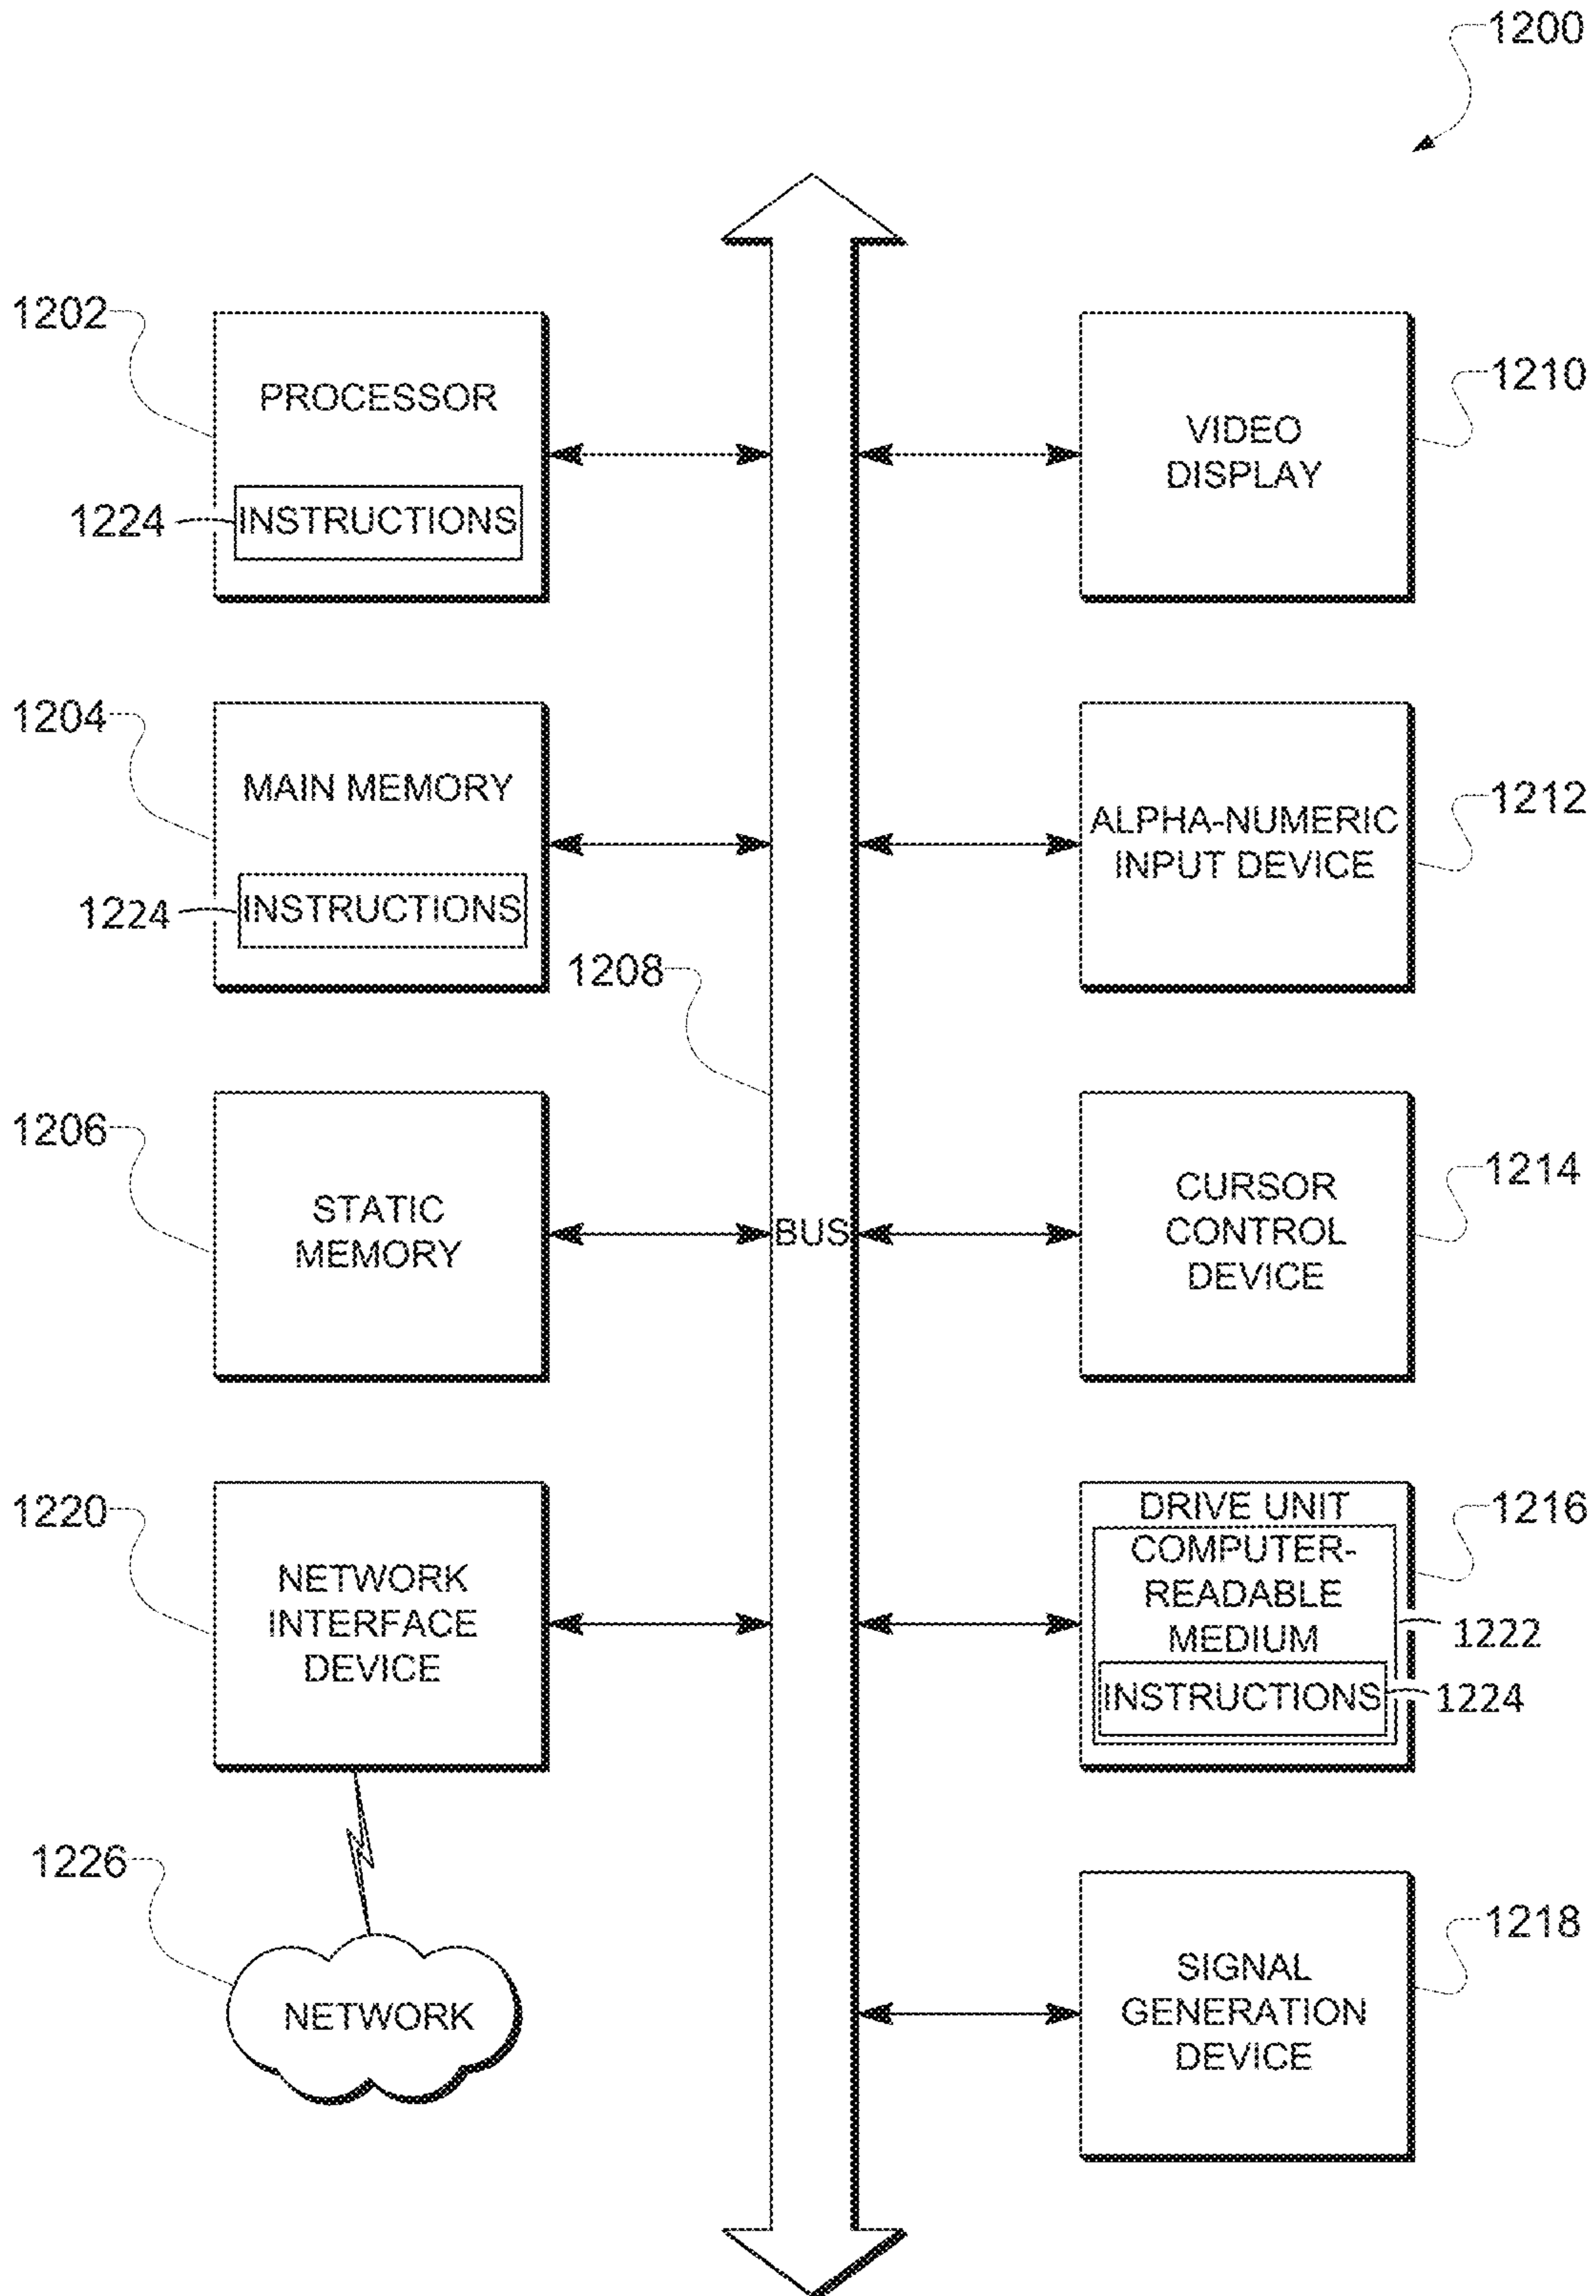 1200
1202
PROCESSOR
1224
INSTRUCTIONS
1210
VIDEO
DISPLAY
1204
MAIN MEMORY
1224
INSTRUCTIONS
1212
ALPHA-NUMERIC
INPUT DEVICE
1208
BUS
1206
STATIC
MEMORY
1214
CURSOR
CONTROL
DEVICE
1220
NETWORK
INTERFACE
DEVICE
1216
DRIVE UNIT
COMPUTER-
READABLE
MEDIUM
1222
INSTRUCTIONS
1224
1226
NETWORK
1218
SIGNAL
GENERATION
DEVICE